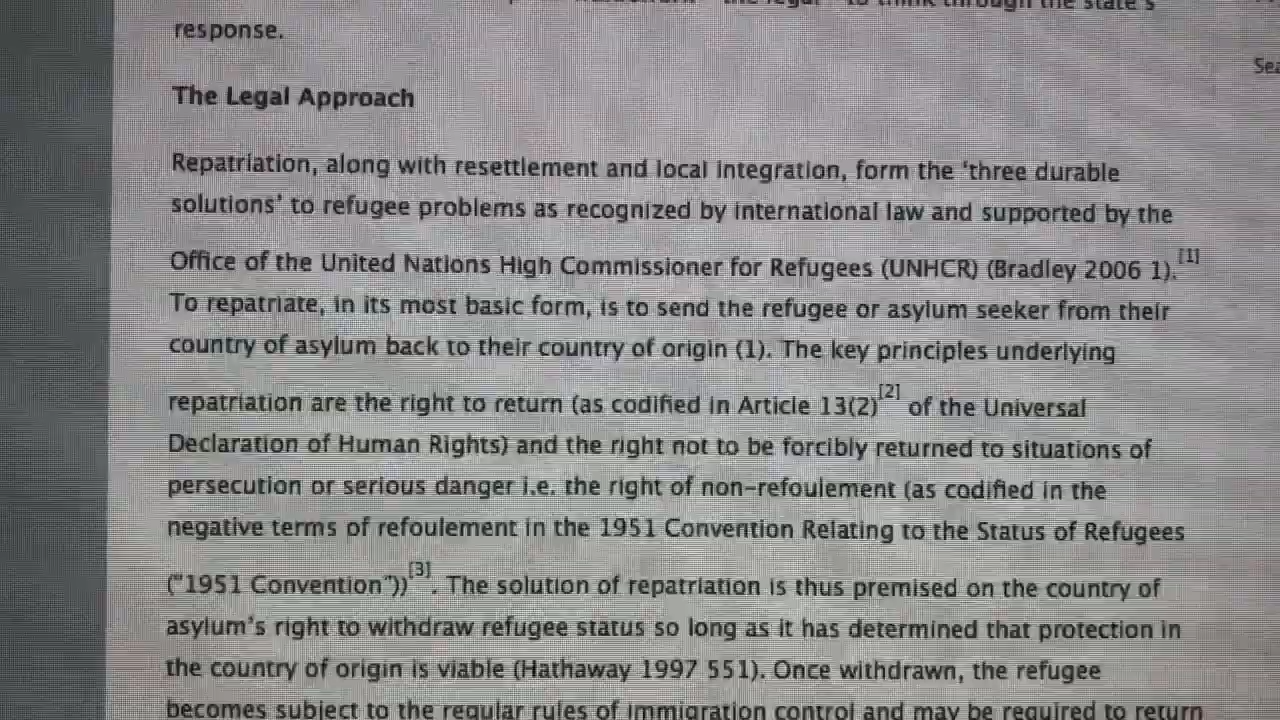 the state's
response.
Sea
The Legal Approach
Repatriation, along with resettlement and local integration, form the 'three durable
solutions' to refugee problems as recognized by international law and supported by the
Office of the United Nations High Commissioner for Refugees (UNHCR) (Bradley 2006 1).[1]
To repatriate, in its most basic form, is to send the refugee or asylum seeker from their
country of asylum back to their country of origin (1). The key principles underlying
repatriation are the right to return (as codified in Article 13(2)[2] of the Universal
Declaration of Human Rights) and the right not to be forcibly returned to situations of
persecution or serious danger i.e. the right of non-refoulement (as codified in the
negative terms of refoulement in the 1951 Convention Relating to the Status of Refugees
("1951 Convention"))[3]. The solution of repatriation is thus premised on the country of
asylum's right to withdraw refugee status so long as it has determined that protection in
the country of origin is viable (Hathaway 1997 551). Once withdrawn, the refugee
becomes subject to the regular rules of immigration control and may be required to return